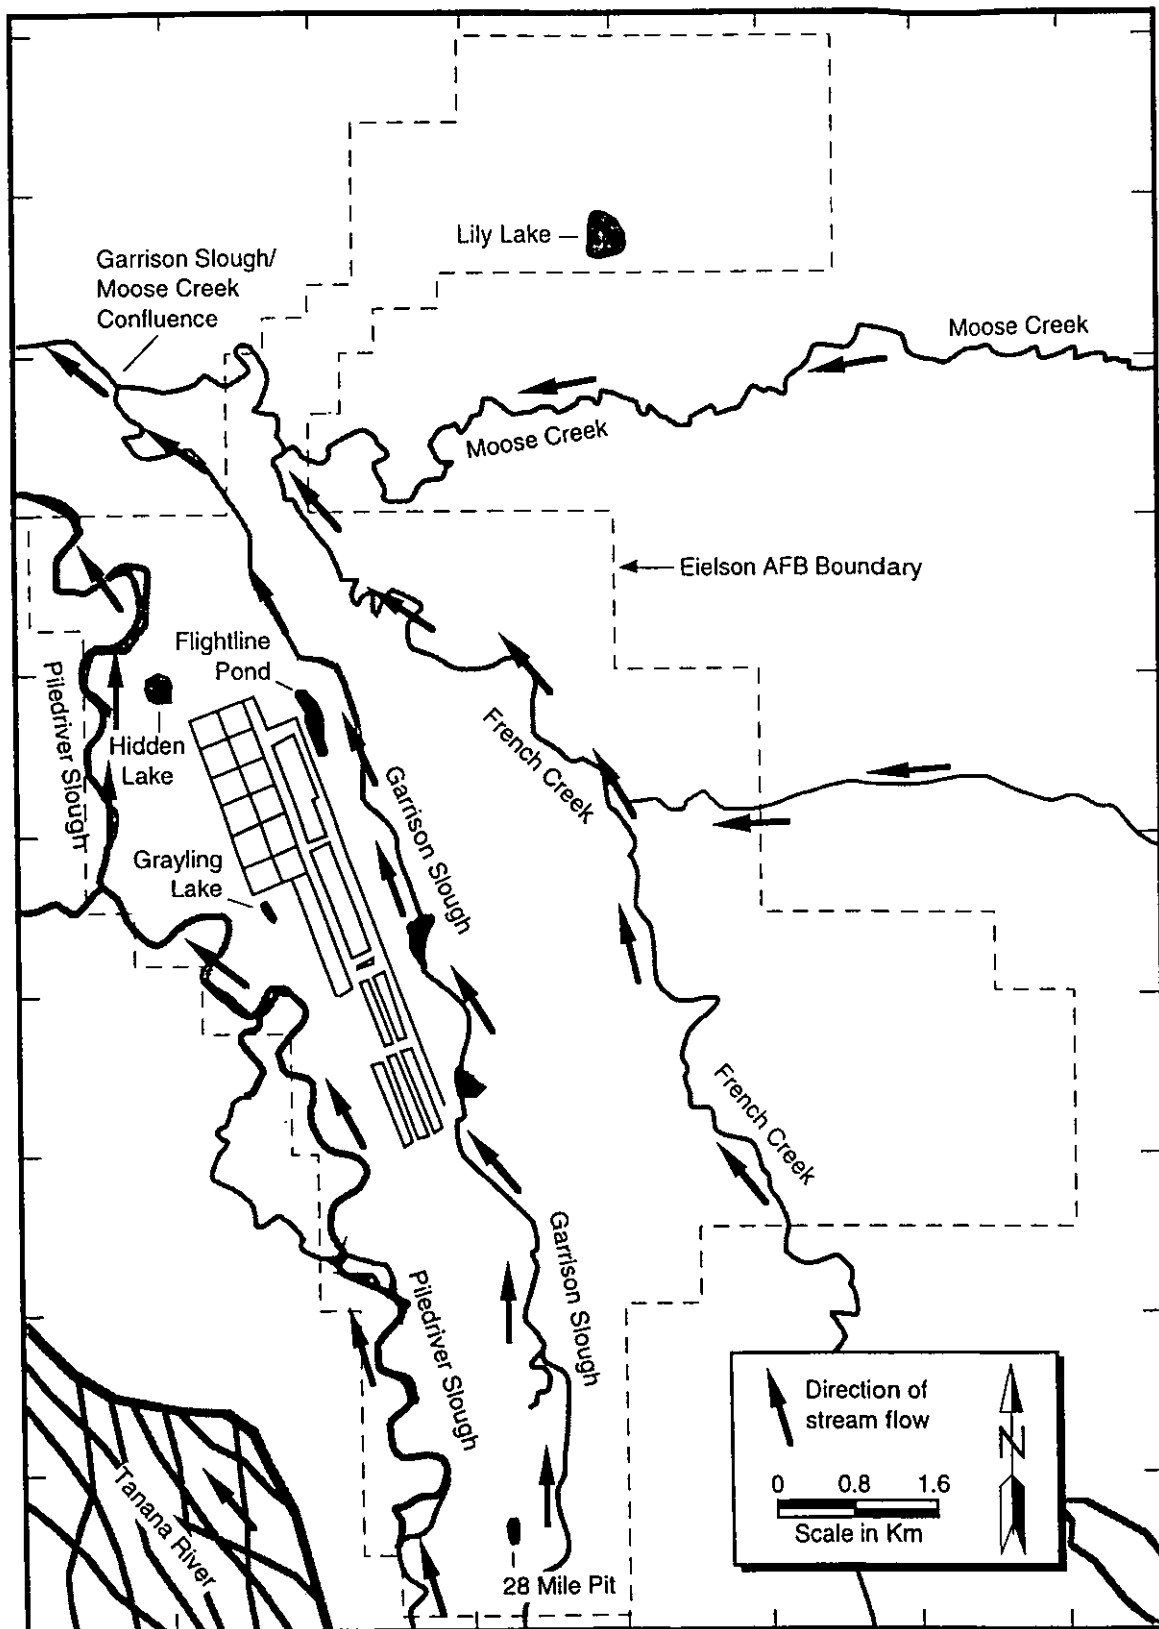 Lily Lake
Garrison Slough/
Moose Creek
Confluence
Moose Creek
Moose Creek
Eielson AFB Boundary
Flightline
Pond
Piledriver Slough
Hidden
Lake
French Creek
Garrison Slough
Grayling
Lake
French Creek
Garrison Slough
Piledriver Slough
Direction of
stream flow
N
0 0.8 1.6
Scale in Km
Tanana River
28 Mile Pit